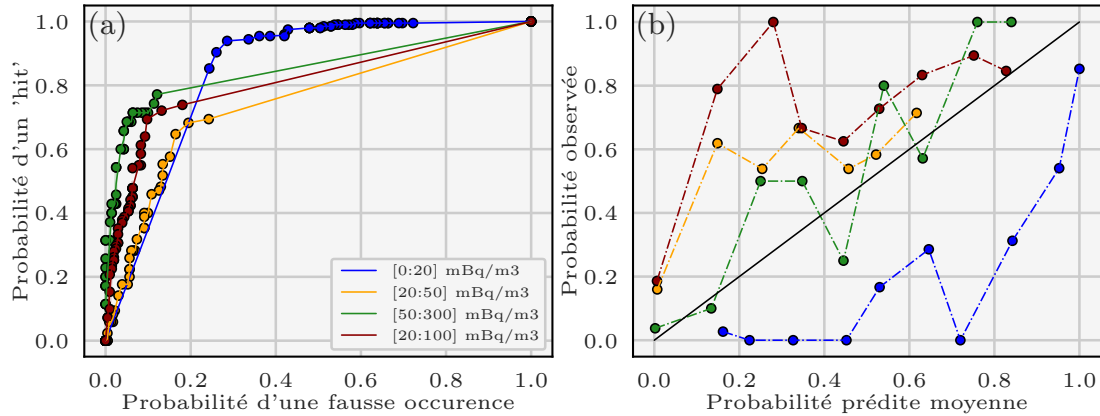 (a)
Probabilité d'un 'hit'
1.0
0.8
0.6
0.4
0.2
0.0
[0:20] mBq/m3
[20:50] mBq/m3
[50:300] mBq/m3
[20:100] mBq/m3
0.0 0.2 0.4 0.6 0.8 1.0
Probabilité d'une fausse occurence
(b)
Probabilité observée
1.0
0.8
0.6
0.4
0.2
0.0
0.0 0.2 0.4 0.6 0.8 1.0
Probabilité prédite moyenne